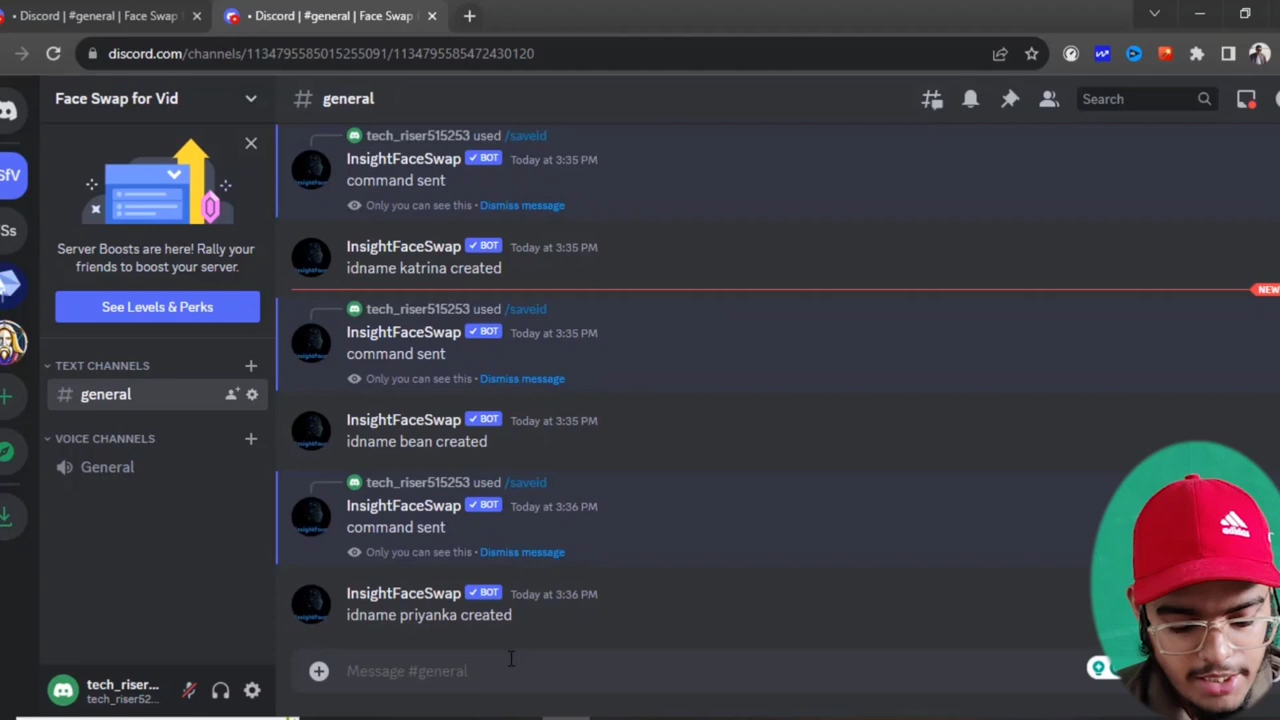 Discord | #general | Face Swap
• Discord | #general | Face Swap
discord.com/channels/1134795585015255091/1134795585472430120
Face Swap for Vid
general
Search
SfV
Ss
Server Boosts are here! Rally your
friends to boost your server.
See Levels & Perks
TEXT CHANNELS
general
VOICE CHANNELS
General
tech_riser515253 used /saveid
InsightFaceSwap BOT Today at 3:35 PM
command sent
Only you can see this • Dismiss message
InsightFaceSwap BOT Today at 3:35 PM
idname katrina created
NEW
tech_riser515253 used /saveid
InsightFaceSwap BOT Today at 3:35 PM
command sent
Only you can see this • Dismiss message
InsightFaceSwap BOT Today at 3:35 PM
idname bean created
tech_riser515253 used /saveid
InsightFaceSwap BOT Today at 3:36 PM
command sent
Only you can see this • Dismiss message
InsightFaceSwap BOT Today at 3:36 PM
idname priyanka created
Message #general
tech_riser...
tech_riser52...